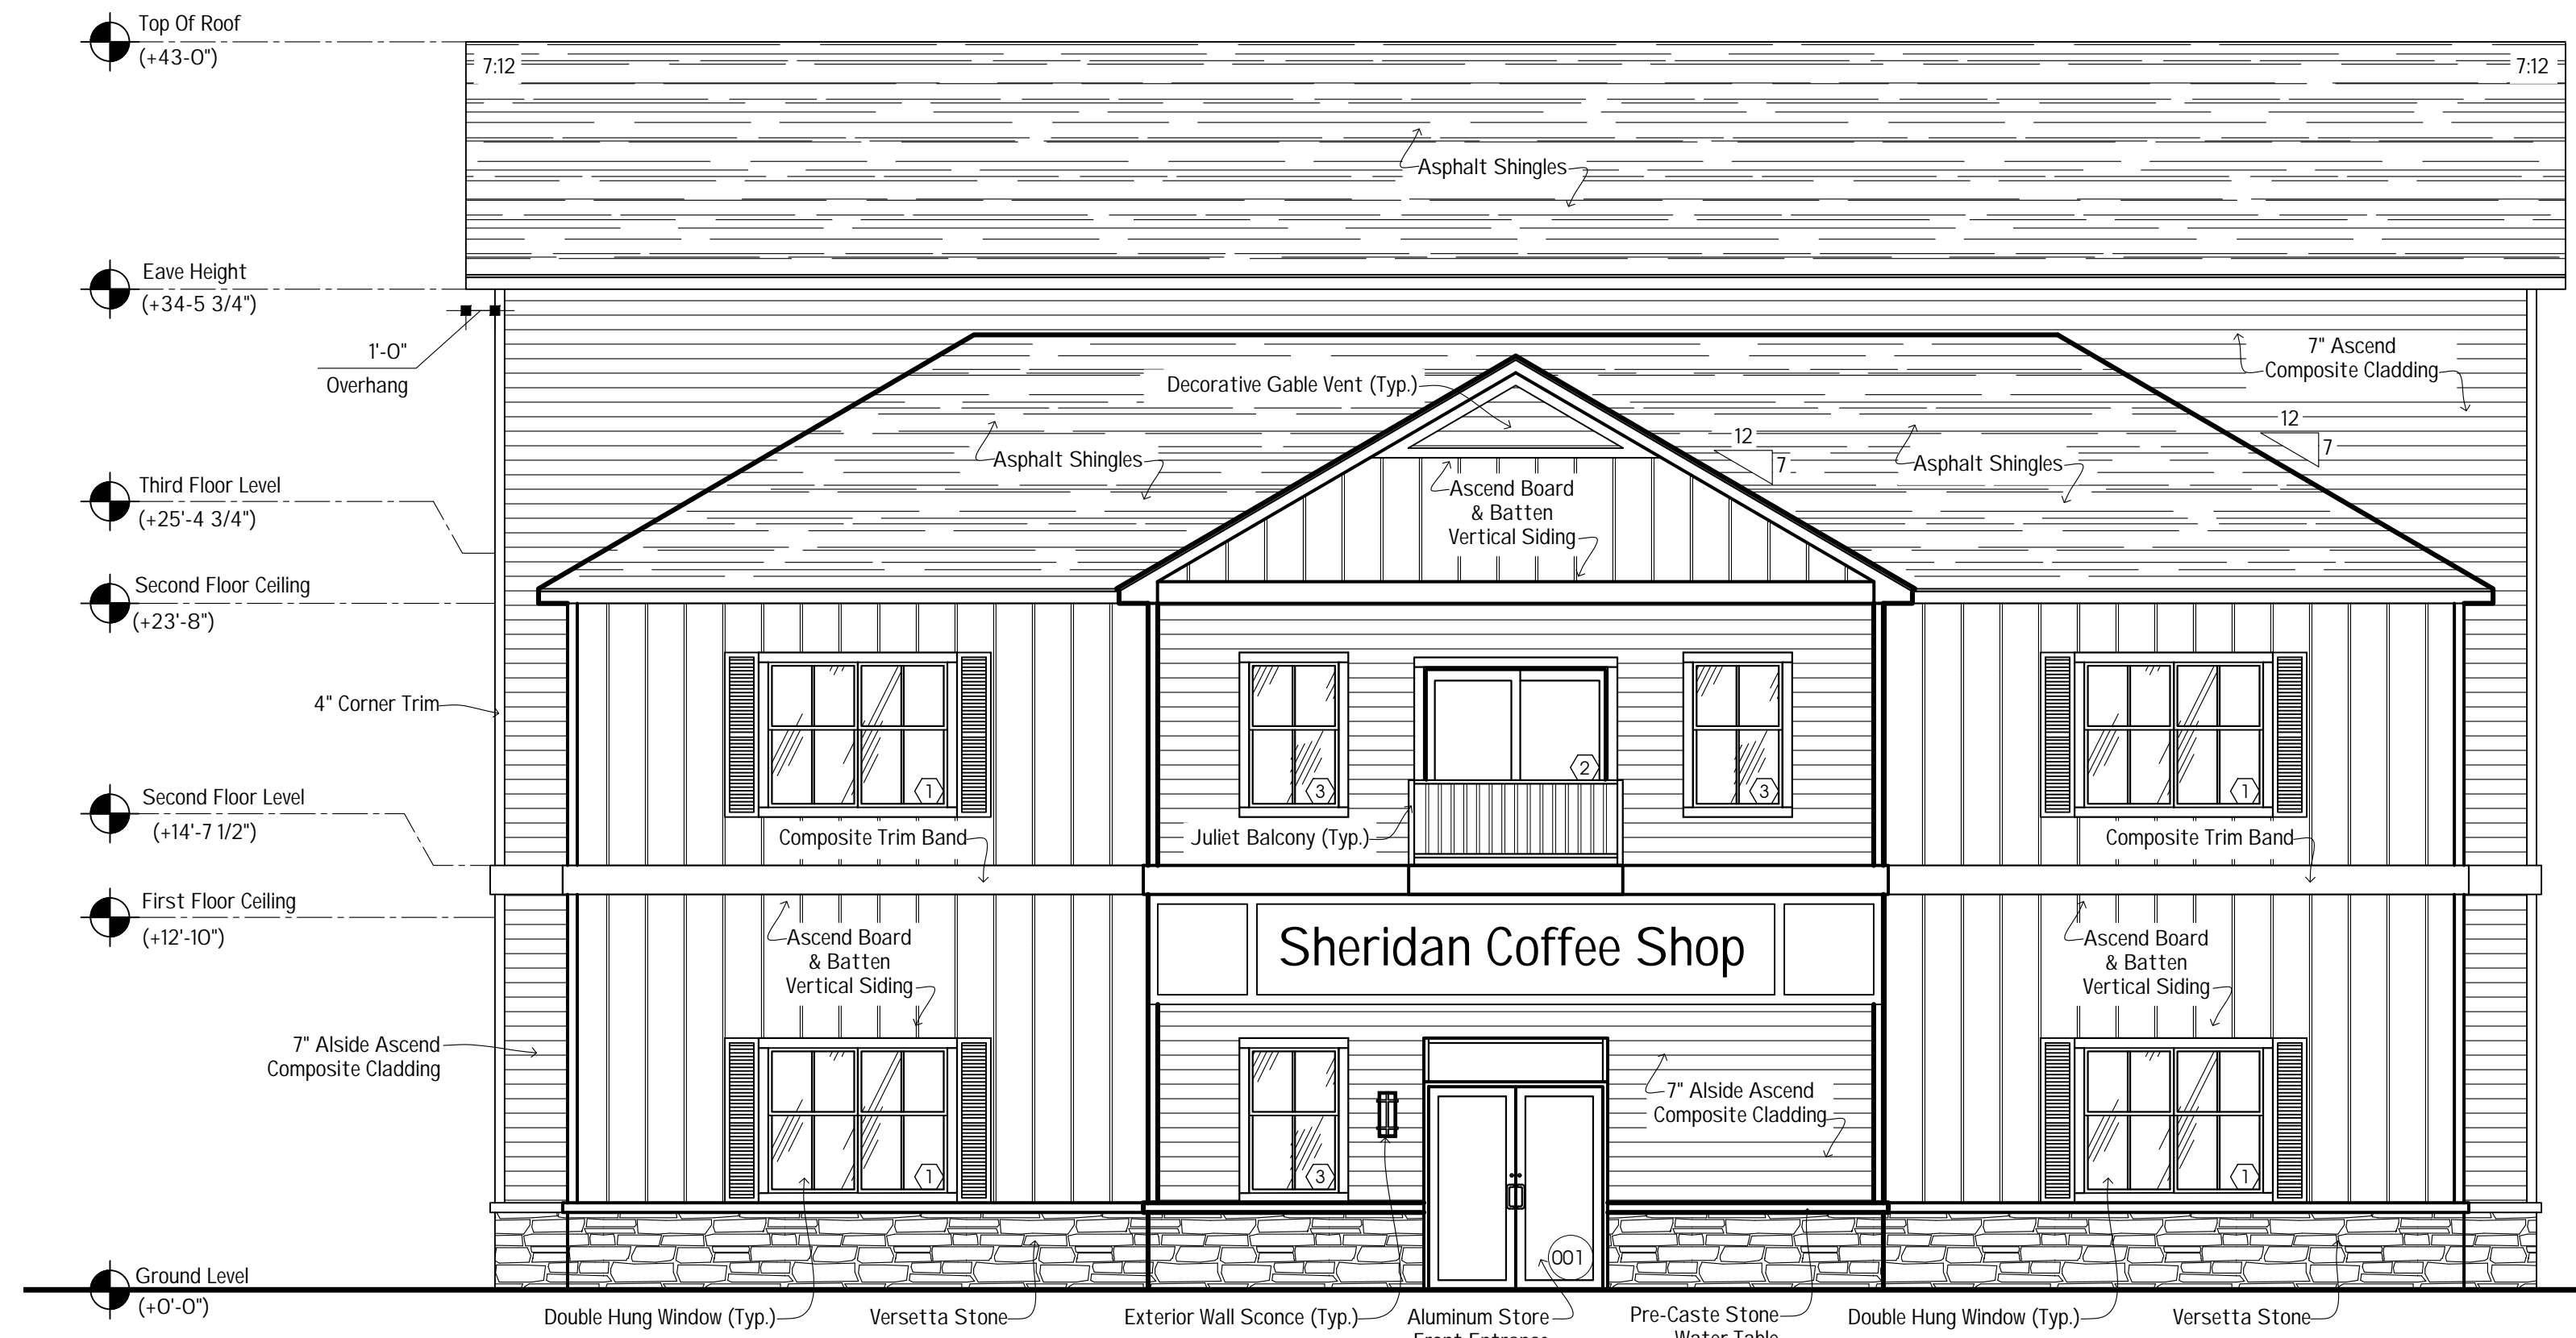 Top Of Roof
(+43-0")
7:12
7:12
Asphalt Shingles
Eave Height
(+34-5 3/4")
1'-0"
Overhang
7" Ascend
Composite Cladding
Decorative Gable Vent (Typ.)
12
7
12
7
Asphalt Shingles
Asphalt Shingles
Third Floor Level
(+25'-4 3/4")
Ascend Board
& Batten
Vertical Siding
Second Floor Ceiling
(+23'-8")
4" Corner Trim
1
3
2
3
1
Second Floor Level
(+14'-7 1/2")
Composite Trim Band
Juliet Balcony (Typ.)
Composite Trim Band
First Floor Ceiling
(+12'-10")
Ascend Board
& Batten
Vertical Siding
Sheridan Coffee Shop
Ascend Board
& Batten
Vertical Siding
7" Alside Ascend
Composite Cladding
7" Alside Ascend
Composite Cladding
1
3
1
001
Ground Level
(+0'-0")
Double Hung Window (Typ.)
Versetta Stone
Exterior Wall Sconce (Typ.)
Aluminum Store
Front Entrance
Pre-Caste Stone
Water Table
Double Hung Window (Typ.)
Versetta Stone